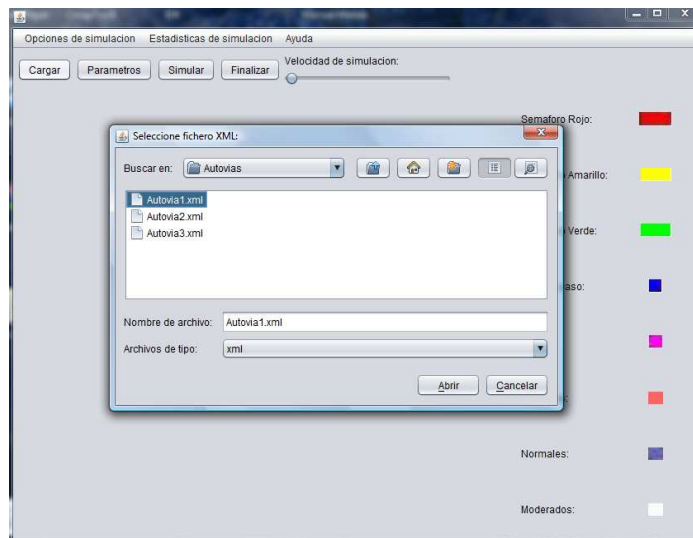 Opciones de simulacion Estadisticas de simulacion Ayuda
Cargar Parametros Simular Finalizar Velocidad de simulacion:
Semaforo Rojo:
Seleccione fichero XML:
Buscar en: Autovias
Amarillo:
Autovia1.xml
Autovia2.xml
Autovia3.xml
Verde:
aso:
Nombre de archivo: Autovia1.xml
Archivos de tipo: xml
Abrir Cancelar
Normales:
Moderados: